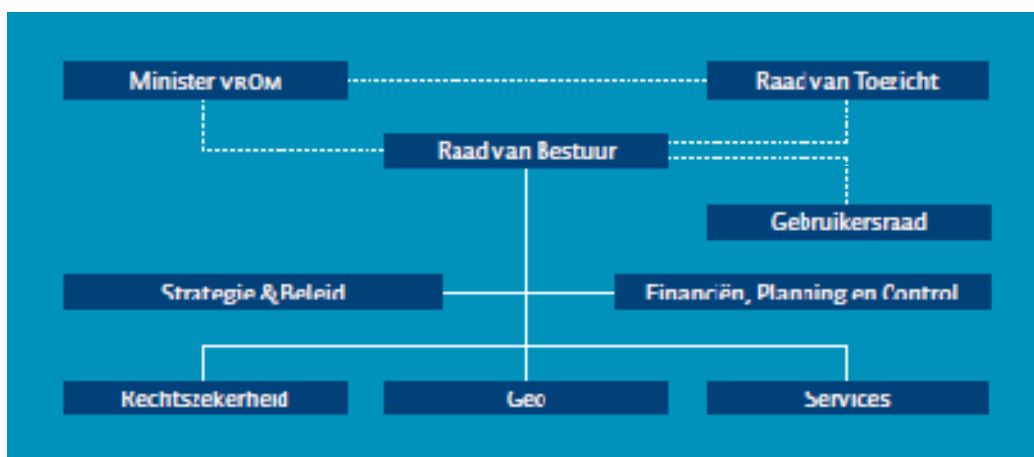 Minister VROM
Raad van Toezicht
Raad van Bestuur
Gebruikersraad
Strategie & Beleid
Financiën, Planning en Control
Rechtszekerheid
Geo
Services